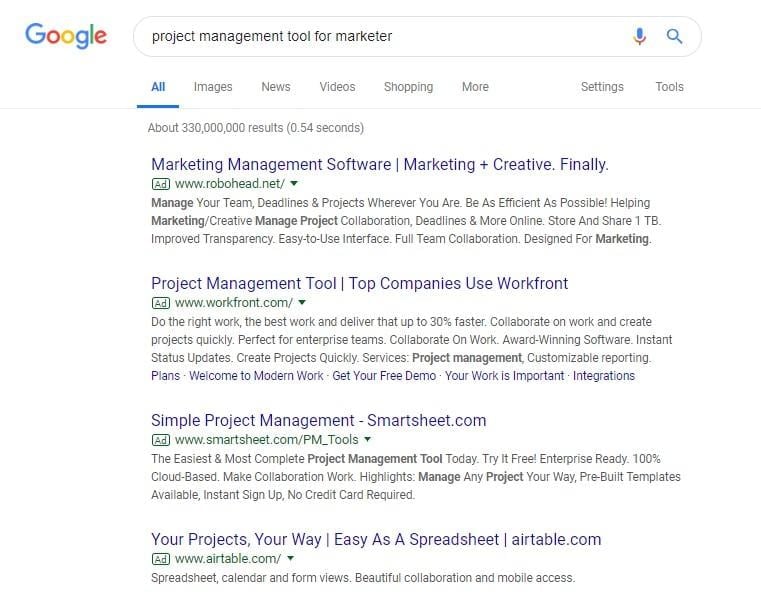 Google
project management tool for marketer
All Images News Videos Shopping More Settings Tools
About 330,000,000 results (0.54 seconds)
Marketing Management Software | Marketing + Creative. Finally.
Ad www.robohead.net/
Manage Your Team, Deadlines & Projects Wherever You Are. Be As Efficient As Possible! Helping
Marketing/Creative Manage Project Collaboration, Deadlines & More Online. Store And Share 1 TB.
Improved Transparency. Easy-to-Use Interface. Full Team Collaboration. Designed For Marketing.
Project Management Tool | Top Companies Use Workfront
Ad www.workfront.com/
Do the right work, the best work and deliver that up to 30% faster. Collaborate on work and create
projects quickly. Perfect for enterprise teams. Collaborate On Work. Award-Winning Software. Instant
Status Updates. Create Projects Quickly. Services: Project management, Customizable reporting.
Plans · Welcome to Modern Work · Get Your Free Demo · Your Work is Important · Integrations
Simple Project Management - Smartsheet.com
Ad www.smartsheet.com/PM_Tools
The Easiest & Most Complete Project Management Tool Today. Try It Free! Enterprise Ready. 100%
Cloud-Based. Make Collaboration Work. Highlights: Manage Any Project Your Way, Pre-Built Templates
Available, Instant Sign Up, No Credit Card Required.
Your Projects, Your Way | Easy As A Spreadsheet | airtable.com
Ad www.airtable.com/
Spreadsheet, calendar and form views. Beautiful collaboration and mobile access.